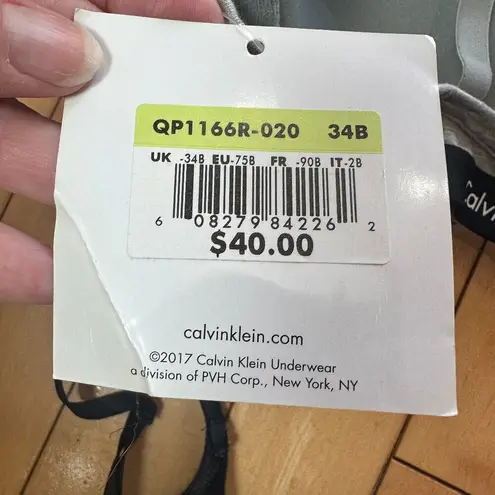 QP1166R-020 34B
UK -34B EU-75B FR -90B IT-2B
6 08279 84226 2
$40.00
calvinklein.com
©2017 Calvin Klein Underwear
a division of PVH Corp., New York, NY